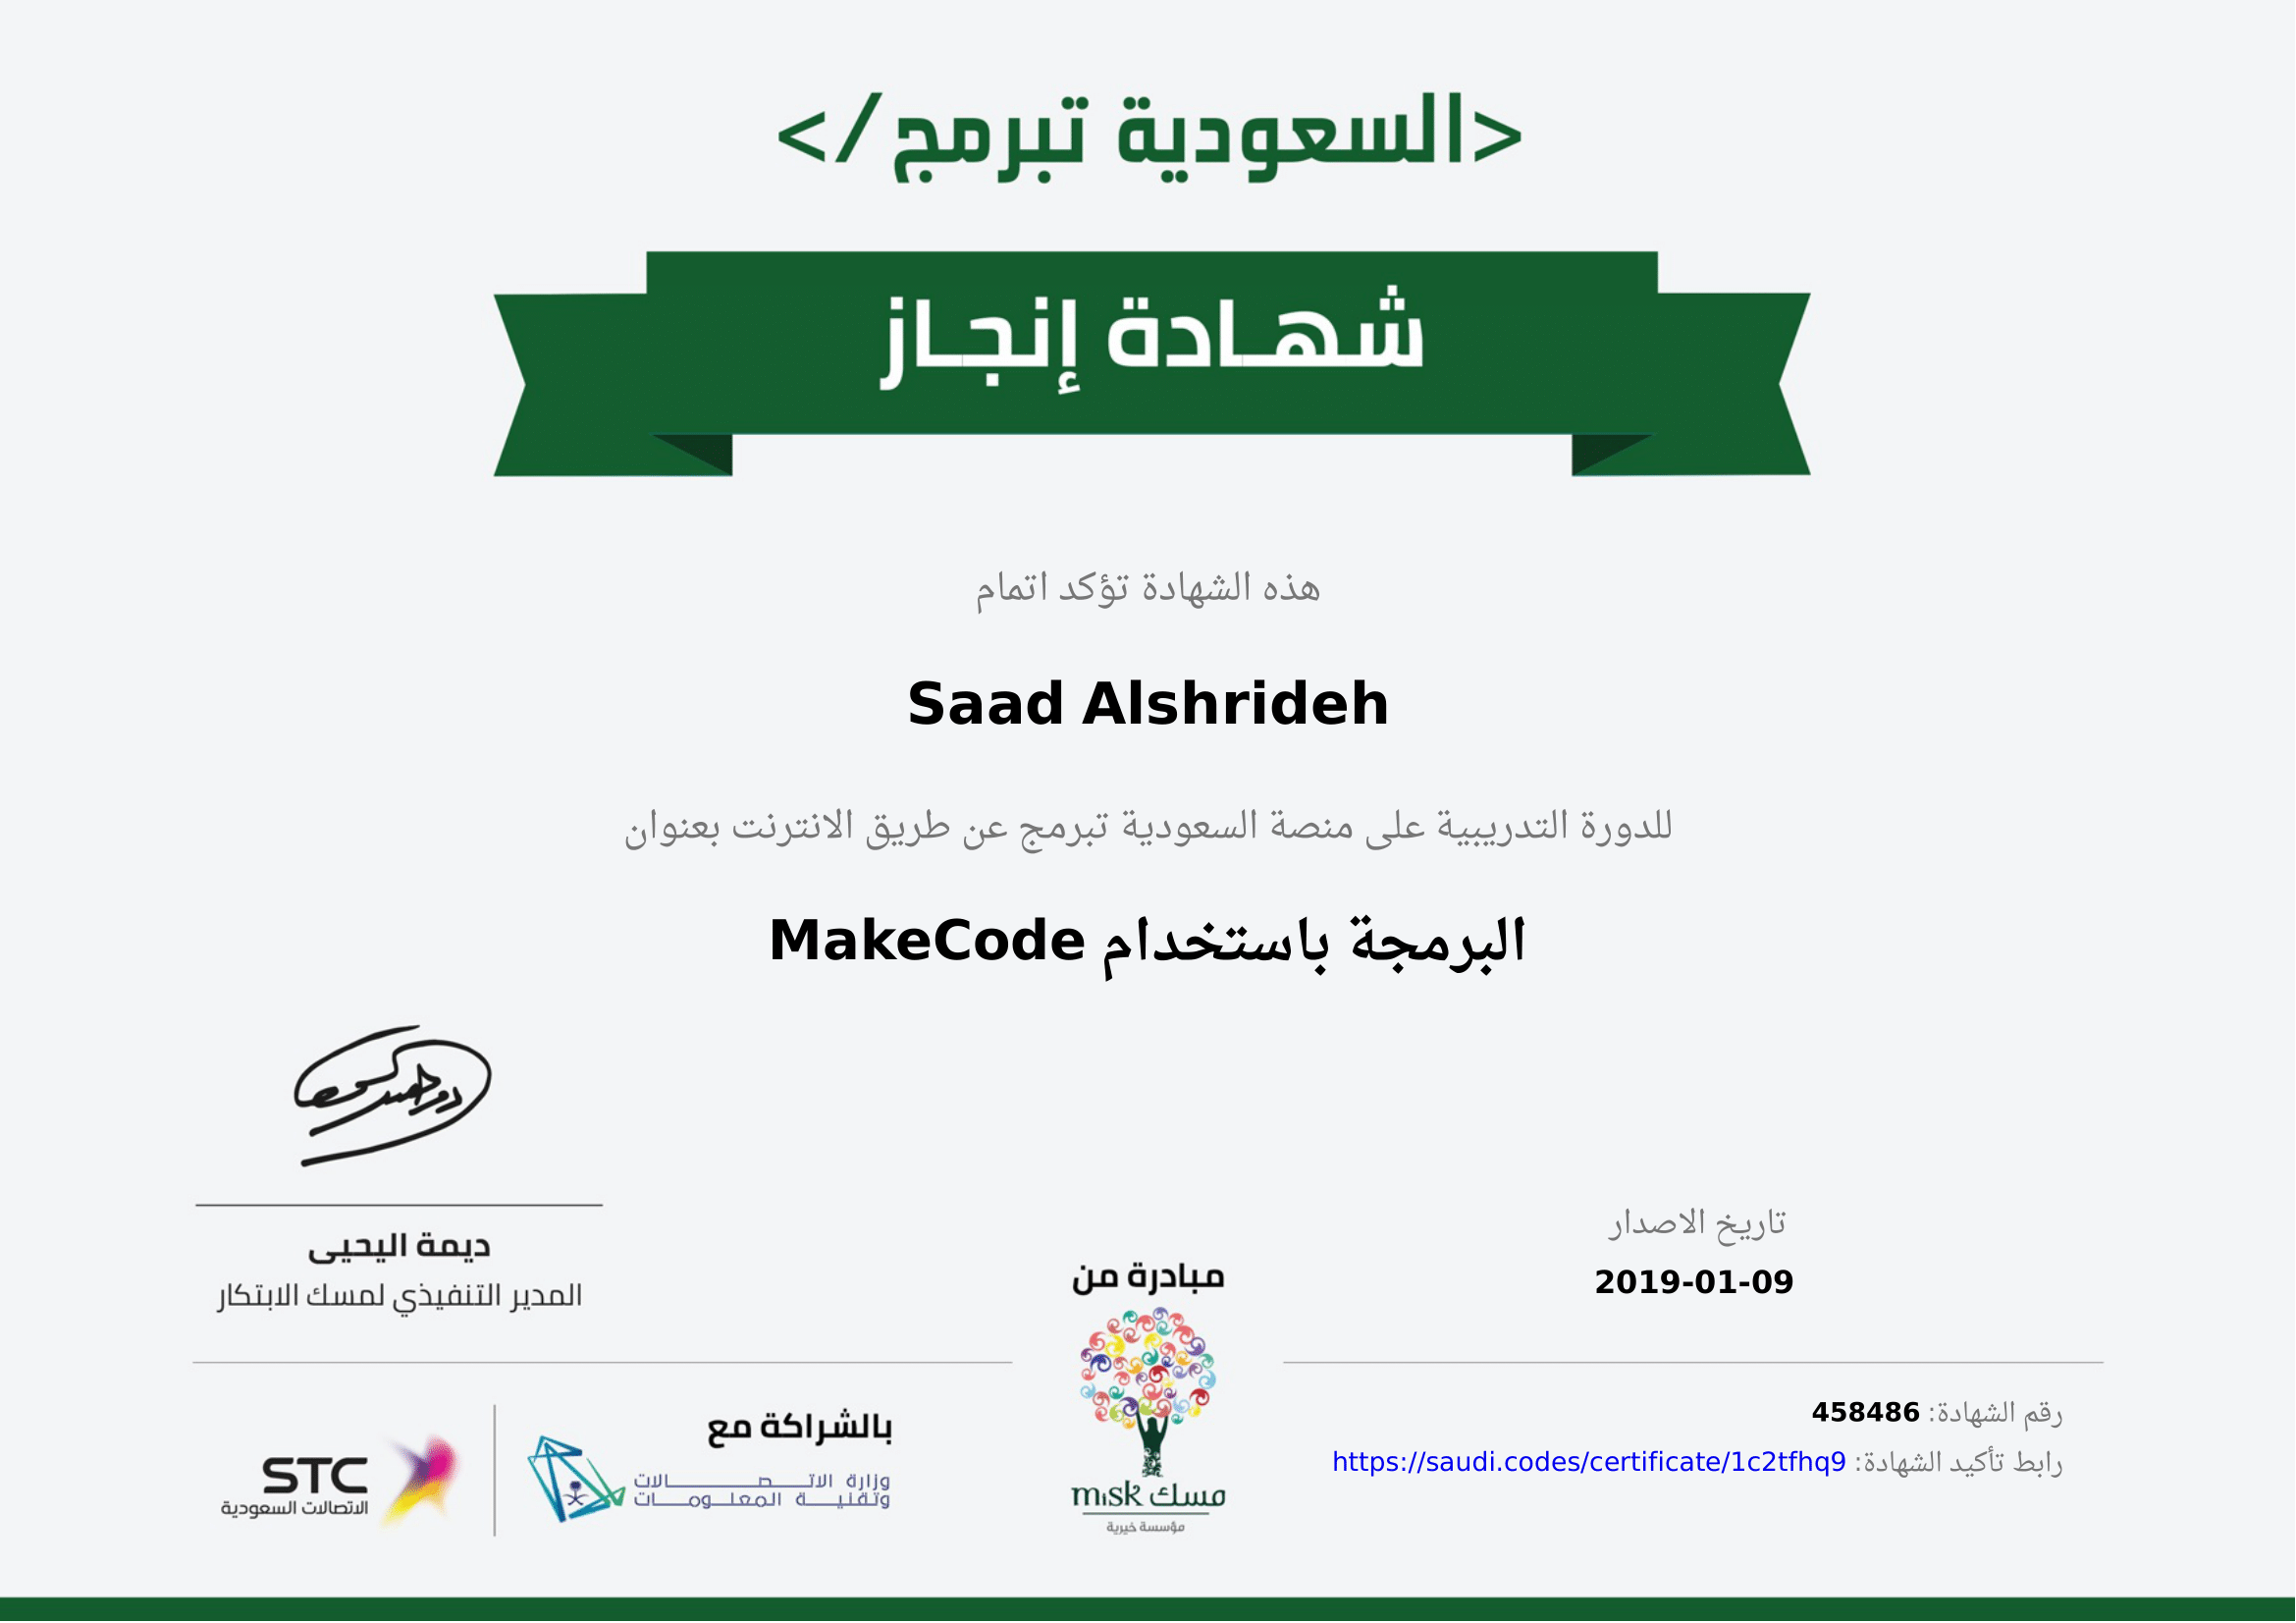 <السعودية تبرمج/>
شهـادة إنجـاز
هذه الشهادة تؤكد اتمام
Saad Alshrideh
للدورة التدريبية على منصة السعودية تبرمج عن طريق الانترنت بعنوان
البرمجة باستخدام MakeCode
ديمة اليحيى
المدير التنفيذي لمسك الابتكار
تاريخ الاصدار
2019-01-09
مبادرة من
مسك misk
مؤسسة خيرية
رقم الشهادة: 458486
رابط تأكيد الشهادة: https://saudi.codes/certificate/1c2tfhq9
بالشراكة مع
وزارة الاتـــصــــالات
وتقنيـــة المعلـــومـــات
STC
الاتصالات السعودية